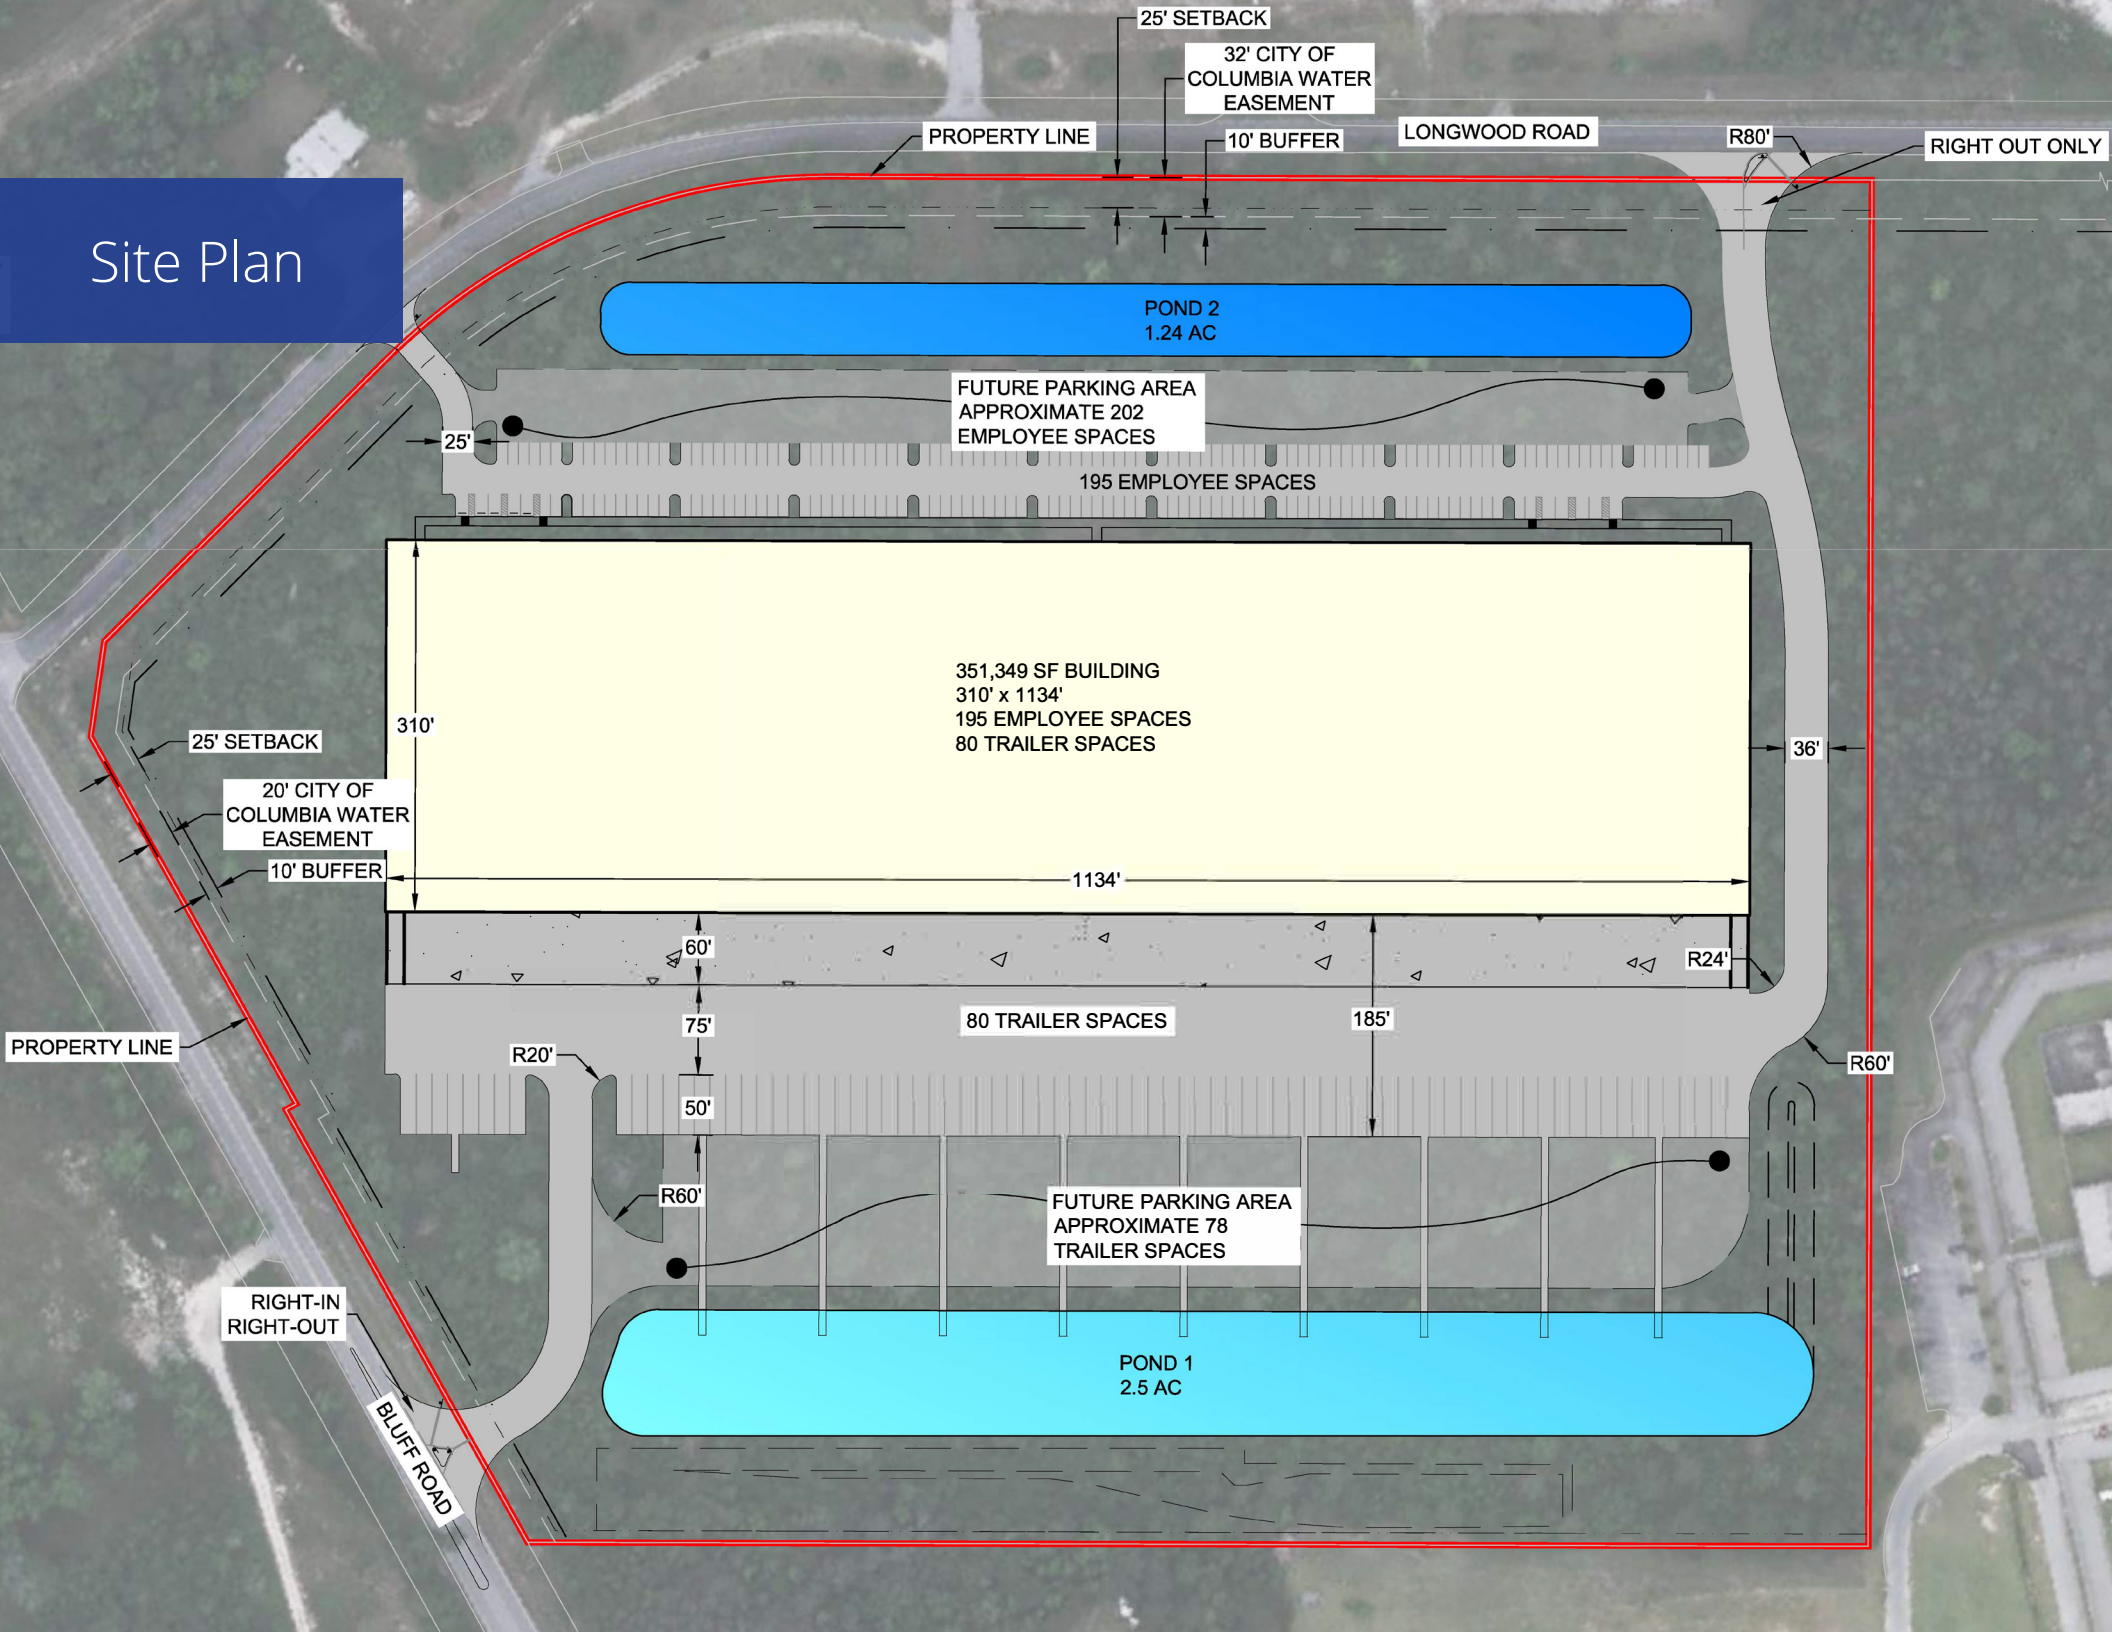 25' SETBACK
32' CITY OF
COLUMBIA WATER
EASEMENT
PROPERTY LINE
10' BUFFER
LONGWOOD ROAD
R80'
RIGHT OUT ONLY
Site Plan
POND 2
1.24 AC
FUTURE PARKING AREA
APPROXIMATE 202
EMPLOYEE SPACES
25'
195 EMPLOYEE SPACES
351,349 SF BUILDING
310' x 1134'
195 EMPLOYEE SPACES
80 TRAILER SPACES
310'
25' SETBACK
36'
20' CITY OF
COLUMBIA WATER
EASEMENT
10' BUFFER
1134'
60'
R24'
75'
80 TRAILER SPACES
185'
PROPERTY LINE
R20'
R60'
50'
R60'
FUTURE PARKING AREA
APPROXIMATE 78
TRAILER SPACES
RIGHT-IN
RIGHT-OUT
POND 1
2.5 AC
BLUFF ROAD